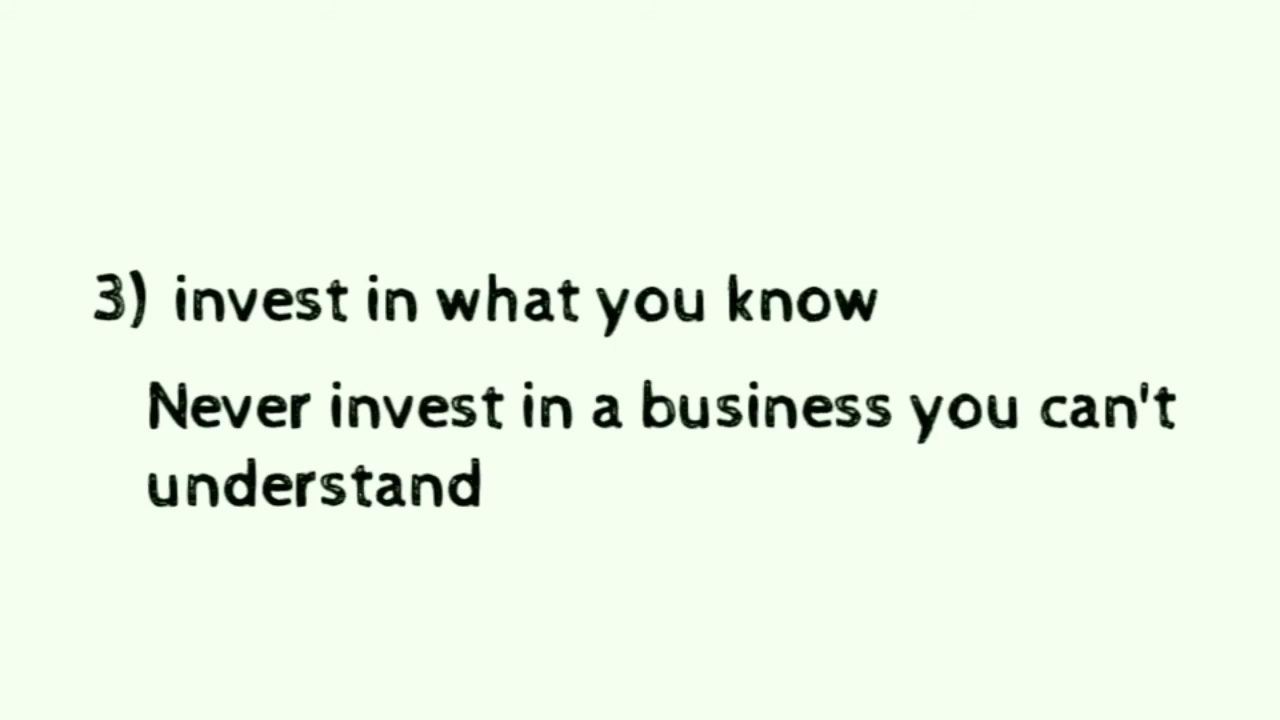 3) invest in what you know
Never invest in a business you can't
understand